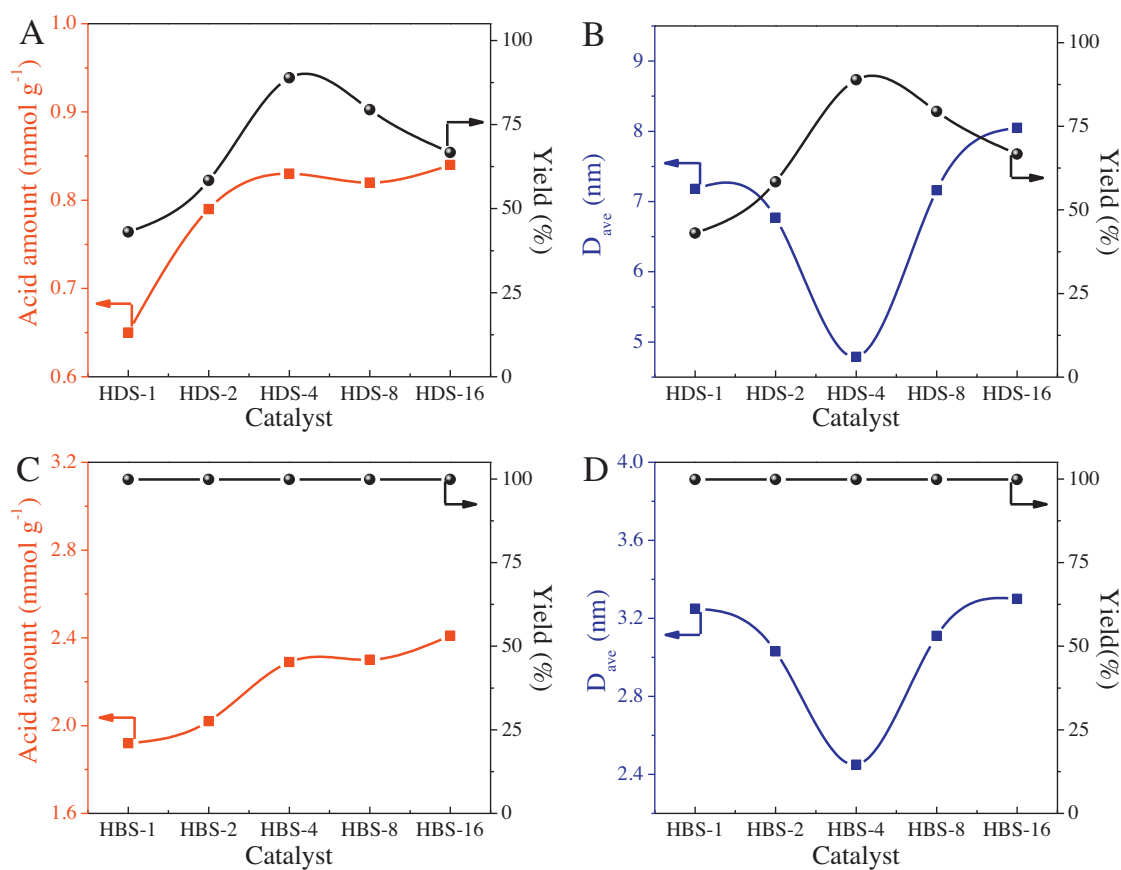 A
Acid amount (mmol g⁻¹)
1.0
0.9
0.8
0.7
0.6
100
75
50
25
0
Yield (%)
HDS-1 HDS-2 HDS-4 HDS-8 HDS-16
Catalyst
B
D_ave (nm)
9
8
7
6
5
100
75
50
25
0
Yield (%)
HDS-1 HDS-2 HDS-4 HDS-8 HDS-16
Catalyst
C
Acid amount (mmol g⁻¹)
3.2
2.8
2.4
2.0
1.6
100
75
50
25
0
Yield (%)
HBS-1 HBS-2 HBS-4 HBS-8 HBS-16
Catalyst
D
D_ave (nm)
4.0
3.6
3.2
2.8
2.4
100
75
50
25
0
Yield(%)
HBS-1 HBS-2 HBS-4 HBS-8 HBS-16
Catalyst